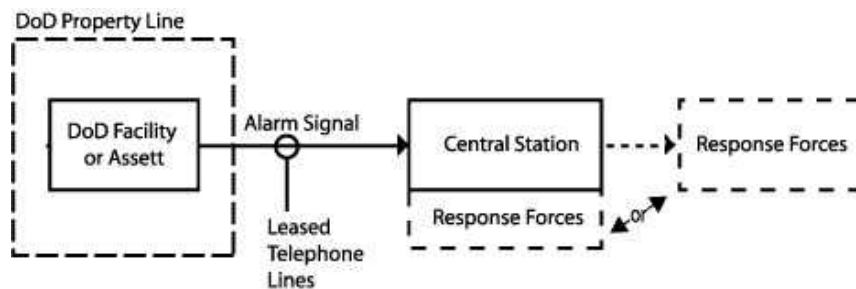 DoD Property Line
DoD Facility
or Assett
Alarm Signal
Leased
Telephone
Lines
Central Station
Response Forces
or
Response Forces